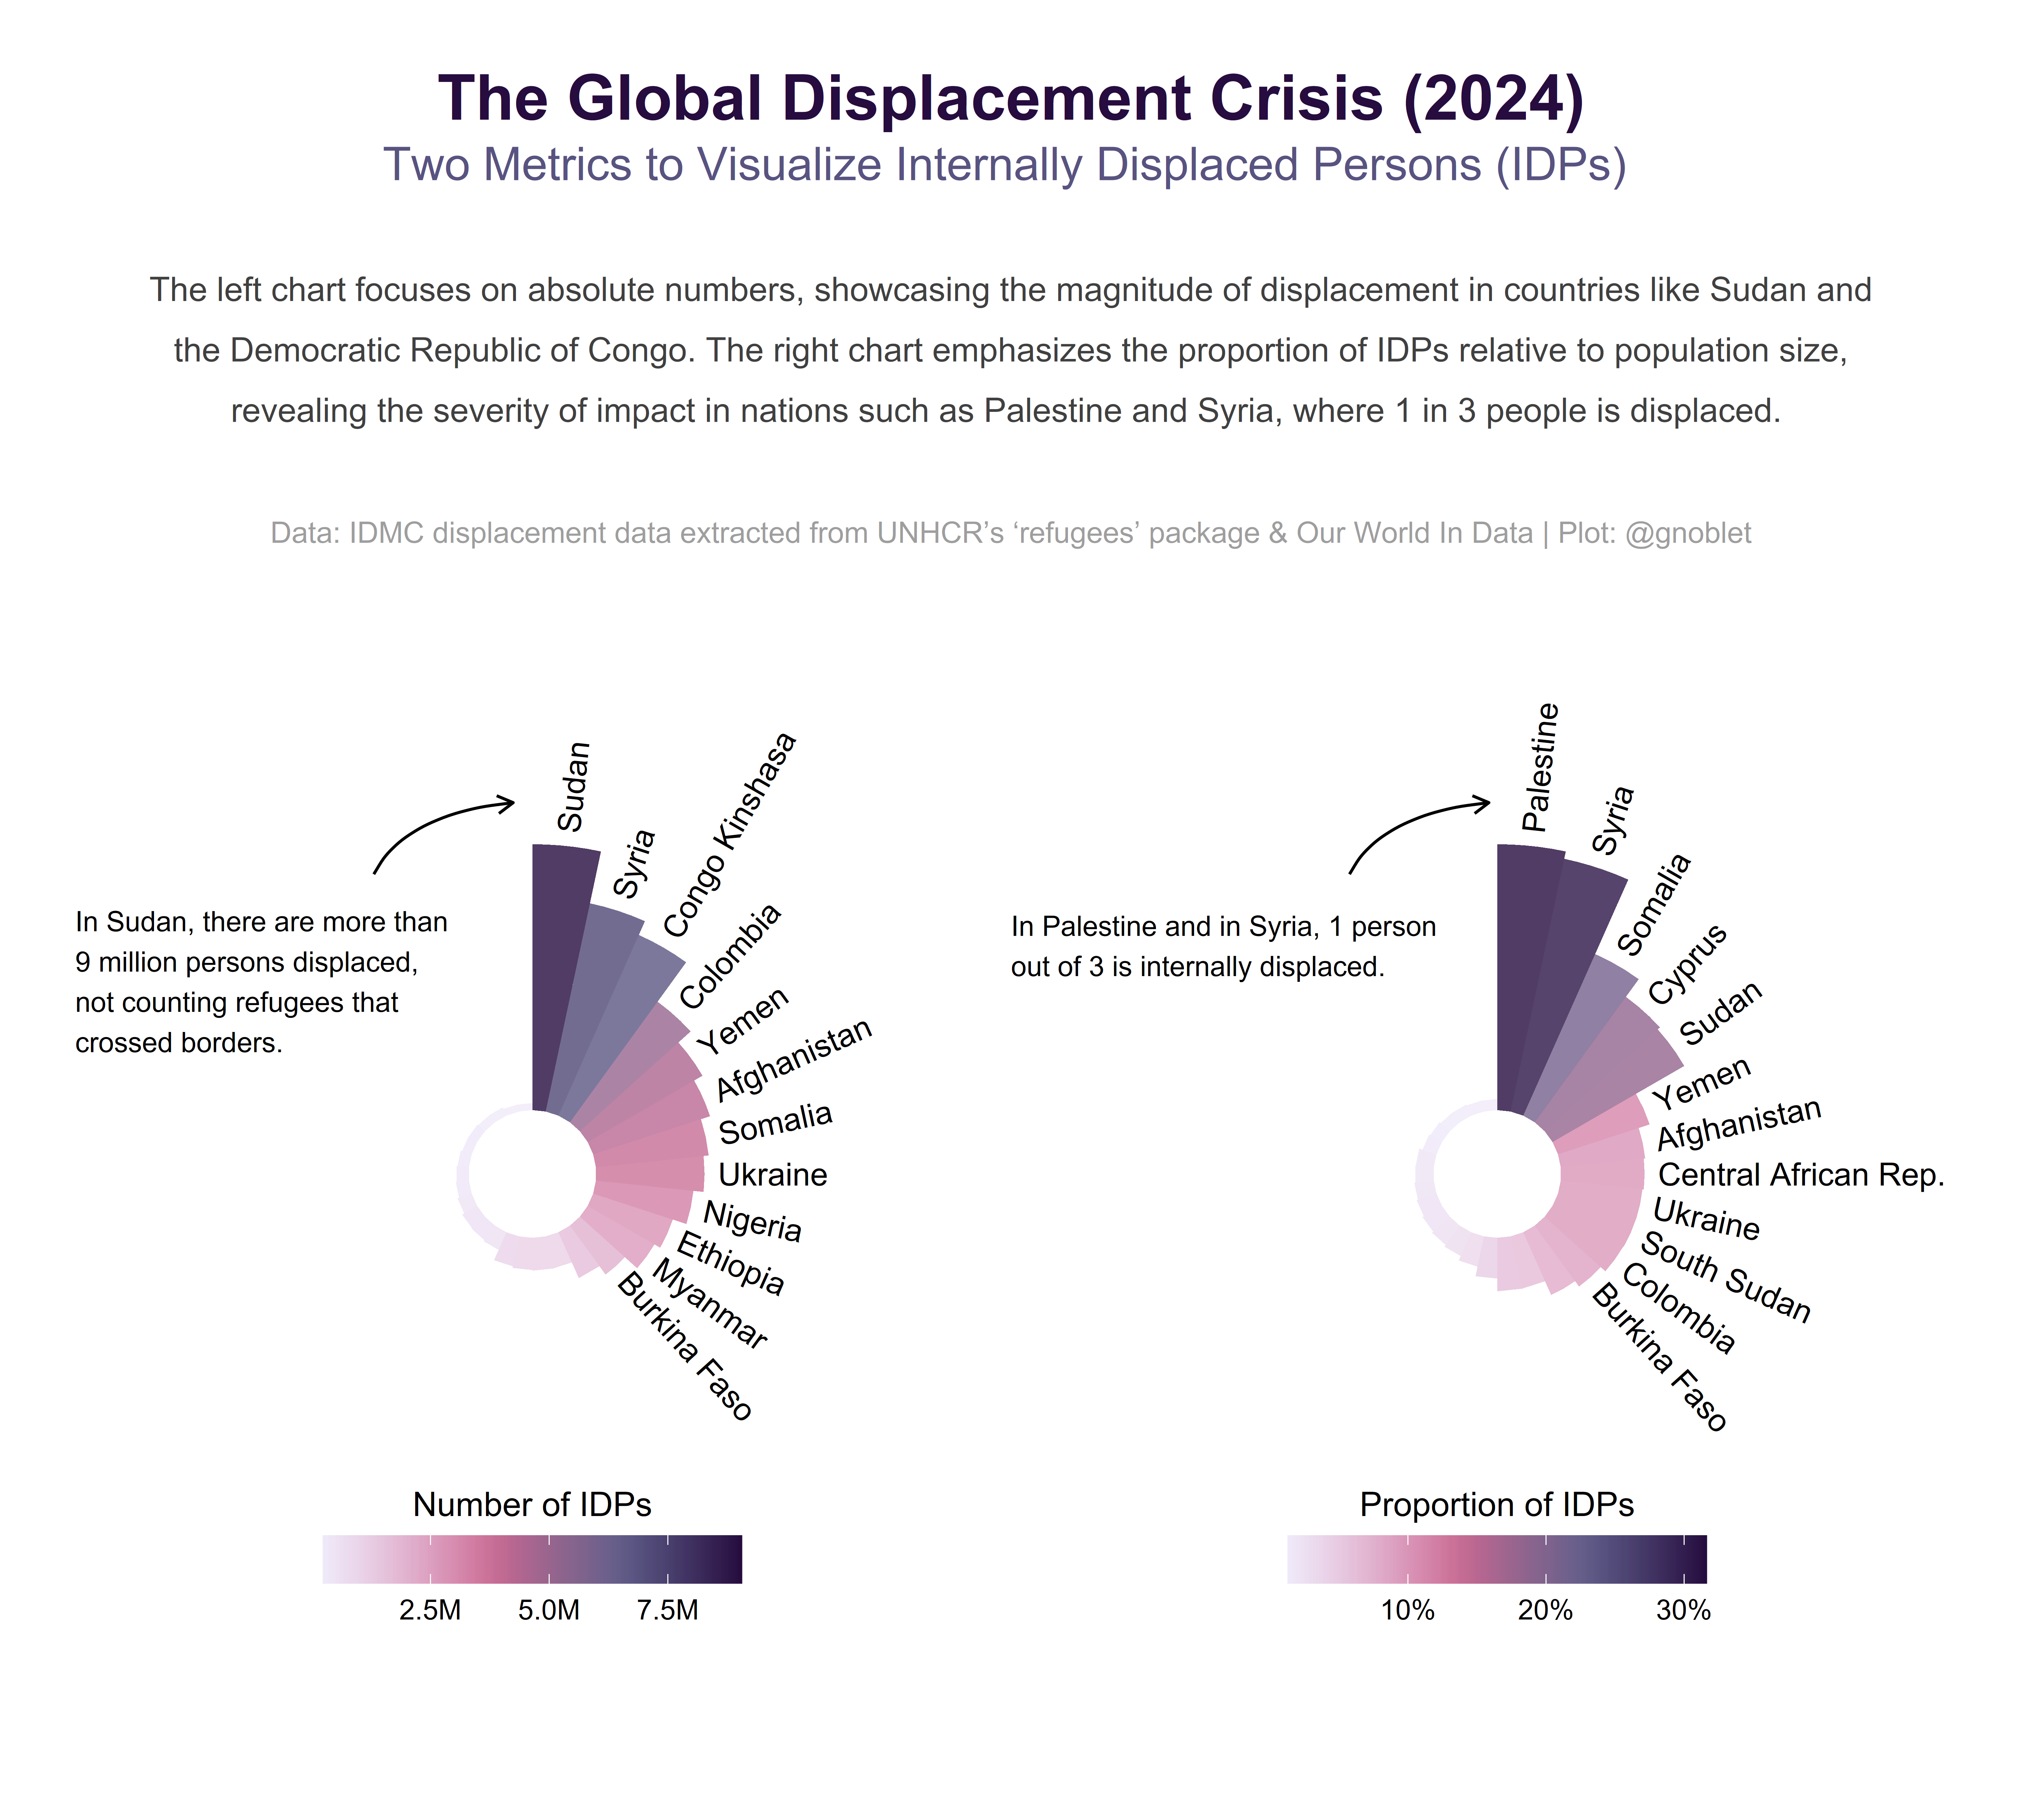 The Global Displacement Crisis (2024)
Two Metrics to Visualize Internally Displaced Persons (IDPs)
The left chart focuses on absolute numbers, showcasing the magnitude of displacement in countries like Sudan and
the Democratic Republic of Congo. The right chart emphasizes the proportion of IDPs relative to population size,
revealing the severity of impact in nations such as Palestine and Syria, where 1 in 3 people is displaced.
Data: IDMC displacement data extracted from UNHCR’s ‘refugees’ package & Our World In Data | Plot: @gnoblet
In Sudan, there are more than
9 million persons displaced,
not counting refugees that
crossed borders.
Sudan
Syria
Congo Kinshasa
Colombia
Yemen
Afghanistan
Somalia
Ukraine
Nigeria
Ethiopia
Myanmar
Burkina Faso
Number of IDPs
2.5M
5.0M
7.5M
In Palestine and in Syria, 1 person
out of 3 is internally displaced.
Palestine
Syria
Somalia
Cyprus
Sudan
Yemen
Afghanistan
Central African Rep.
Ukraine
South Sudan
Colombia
Burkina Faso
Proportion of IDPs
10%
20%
30%